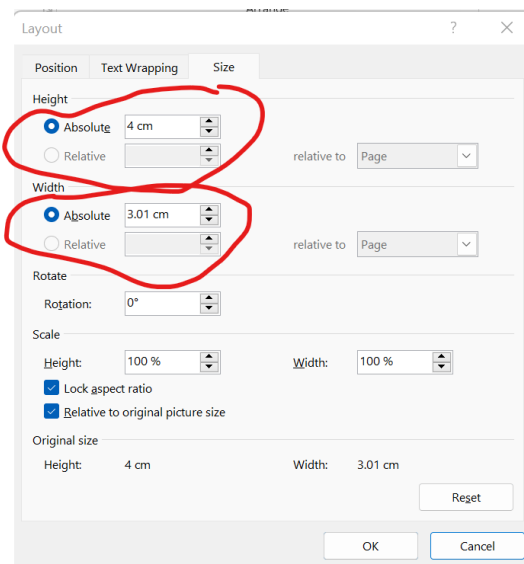 Layout ? ×
Position Text Wrapping Size
Height
Absolute 4 cm
Relative relative to Page
Width
Absolute 3.01 cm
Relative relative to Page
Rotate
Rotation: 0°
Scale
Height: 100 % Width: 100 %
Lock aspect ratio
Relative to original picture size
Original size
Height: 4 cm Width: 3.01 cm
Reset
OK Cancel